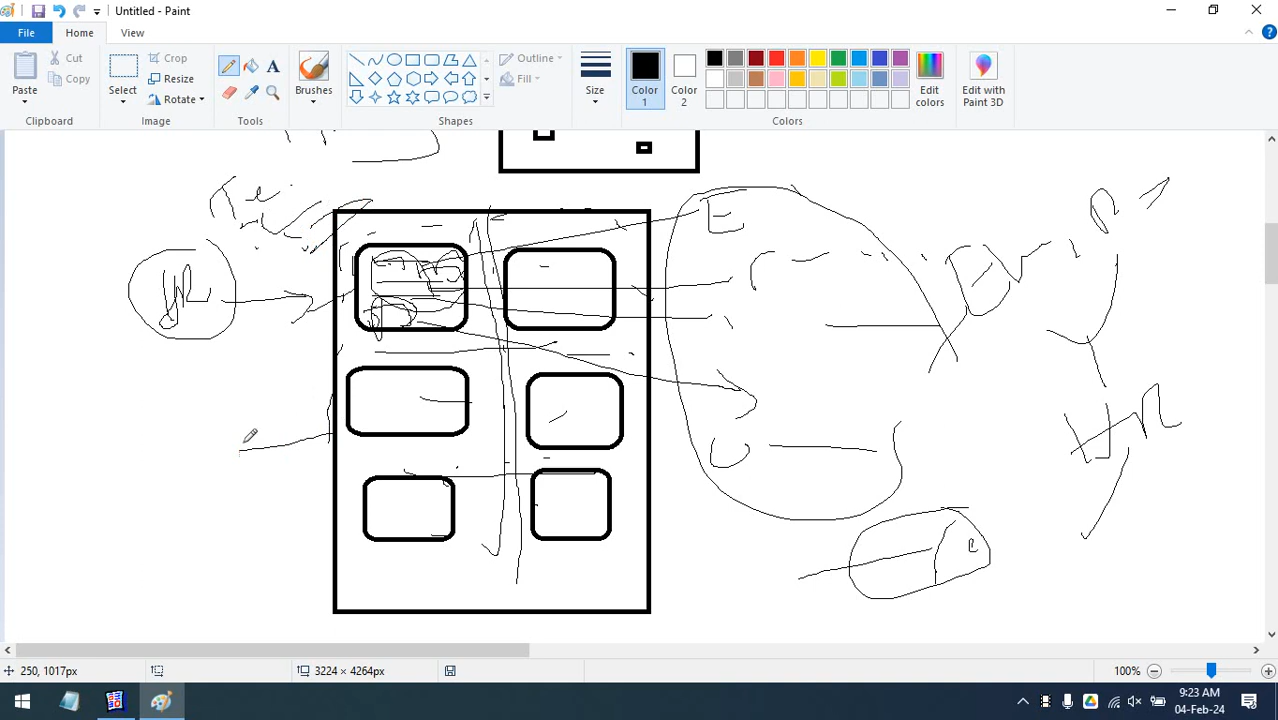 Untitled - Paint
File
Home
View
Paste
Cut
Copy
Clipboard
Select
Crop
Resize
Rotate
Image
Tools
Brushes
Shapes
Outline
Fill
Size
Color
1
Color
2
Edit
colors
Edit with
Paint 3D
Colors
E
250, 1017px
3224 × 4264px
100%
9:23 AM
04-Feb-24